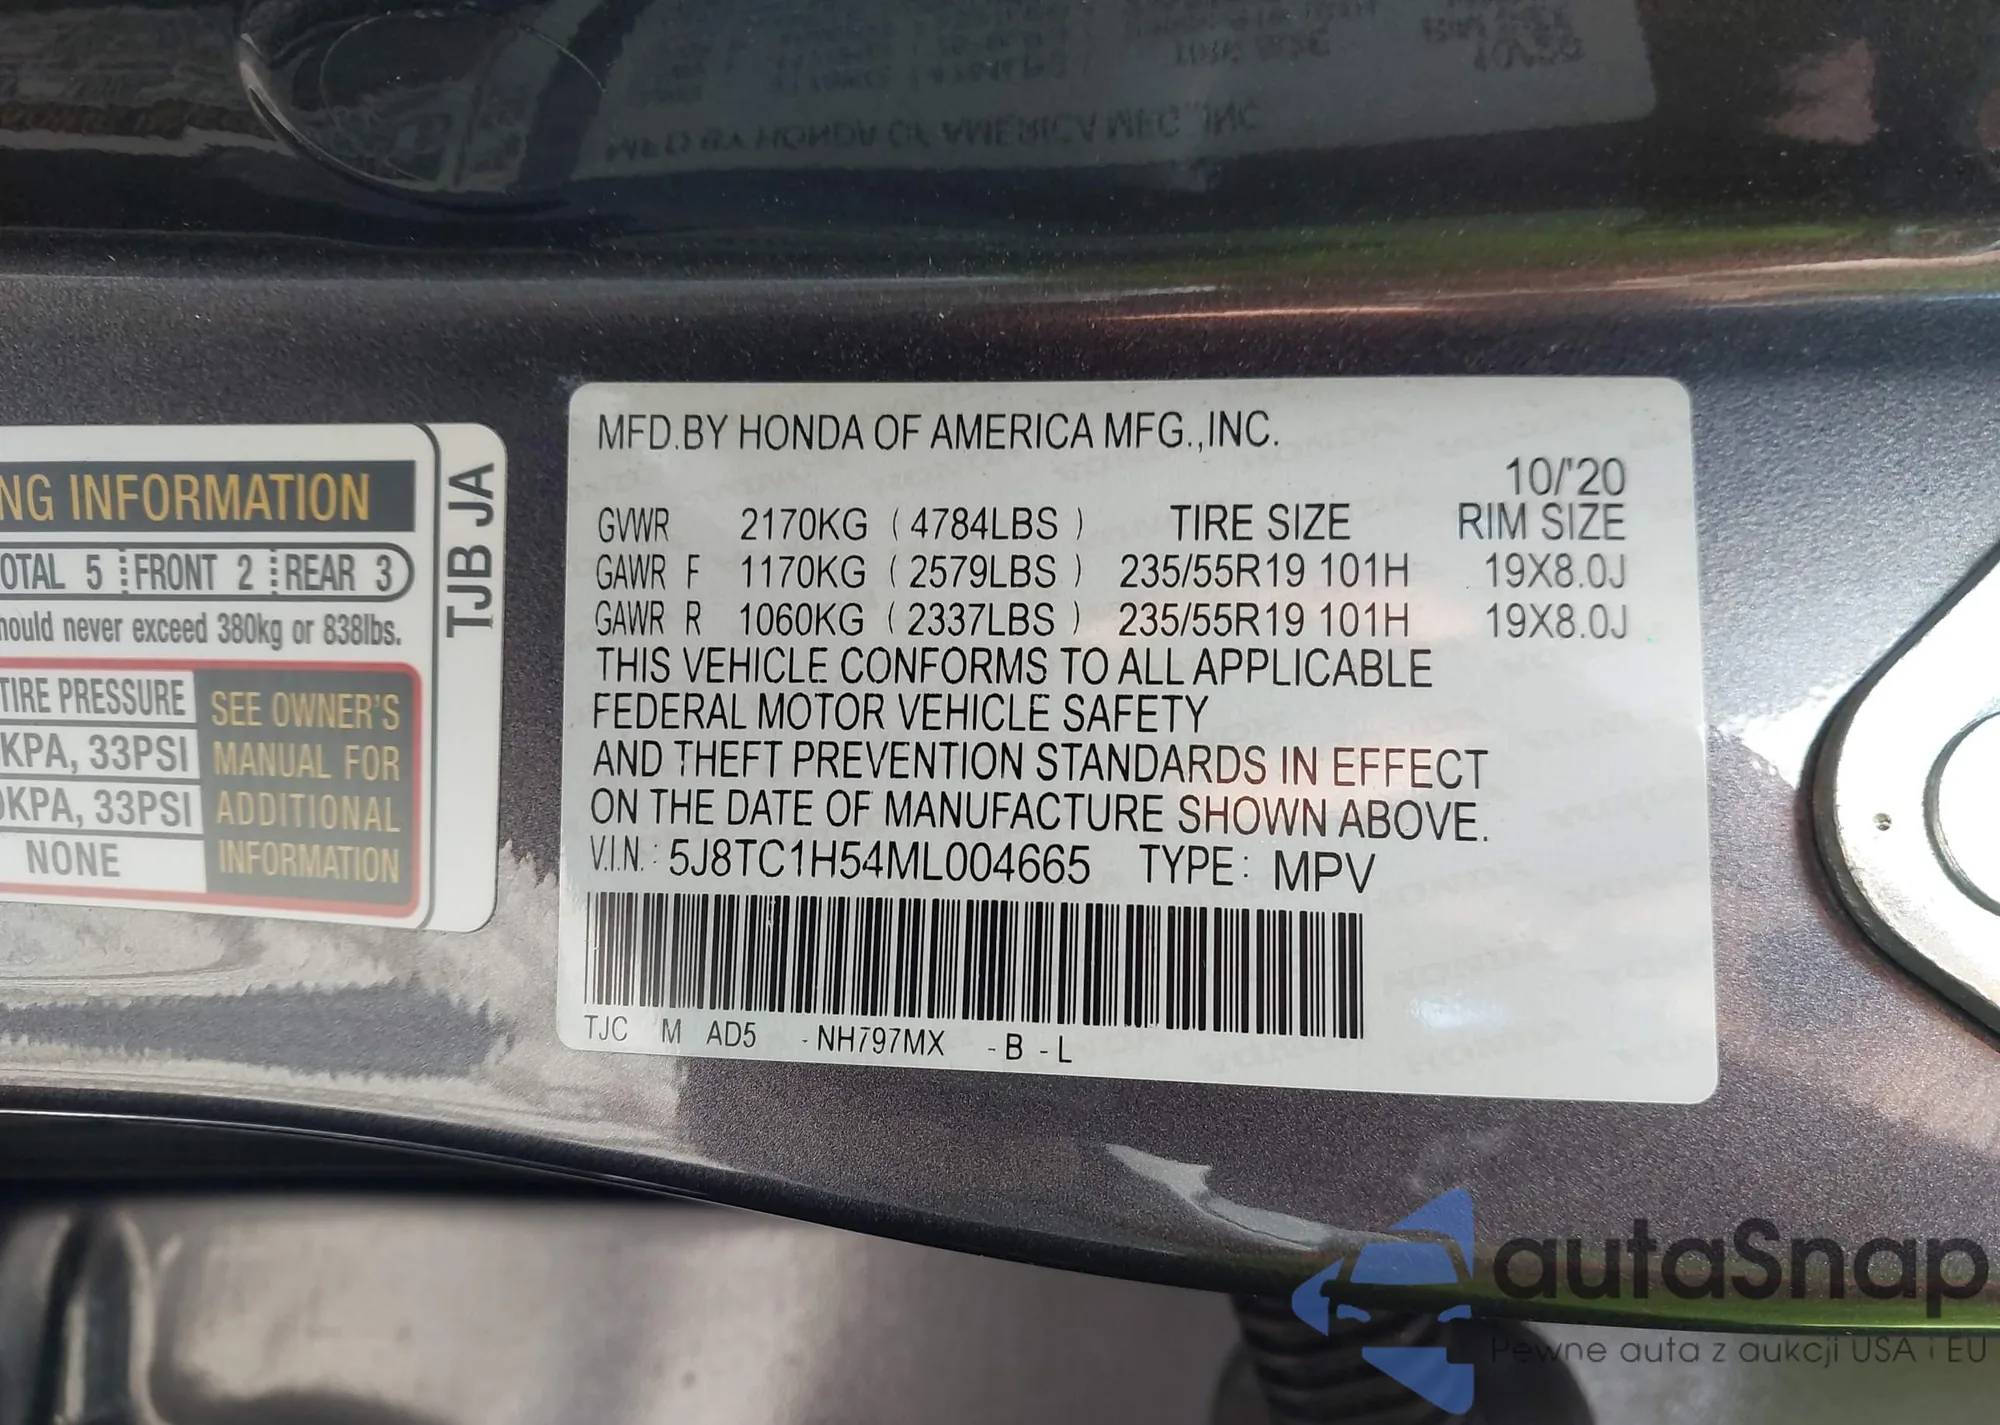 NG INFORMATION
OTAL 5 FRONT 2 REAR 3
hould never exceed 380kg or 838lbs.
TIRE PRESSURE
KPA, 33PSI
0KPA, 33PSI
NONE
SEE OWNER'S
MANUAL FOR
ADDITIONAL
INFORMATION
TJB JA
MFD.BY HONDA OF AMERICA MFG.,INC.
10/'20
GVWR 2170KG (4784LBS) TIRE SIZE RIM SIZE
GAWR F 1170KG (2579LBS) 235/55R19 101H 19X8.0J
GAWR R 1060KG (2337LBS) 235/55R19 101H 19X8.0J
THIS VEHICLE CONFORMS TO ALL APPLICABLE
FEDERAL MOTOR VEHICLE SAFETY
AND THEFT PREVENTION STANDARDS IN EFFECT
ON THE DATE OF MANUFACTURE SHOWN ABOVE.
V.I.N.: 5J8TC1H54ML004665 TYPE: MPV
TJC M AD5 -NH797MX -B -L
autaSnap
Pewne auta z aukcji USA i EU